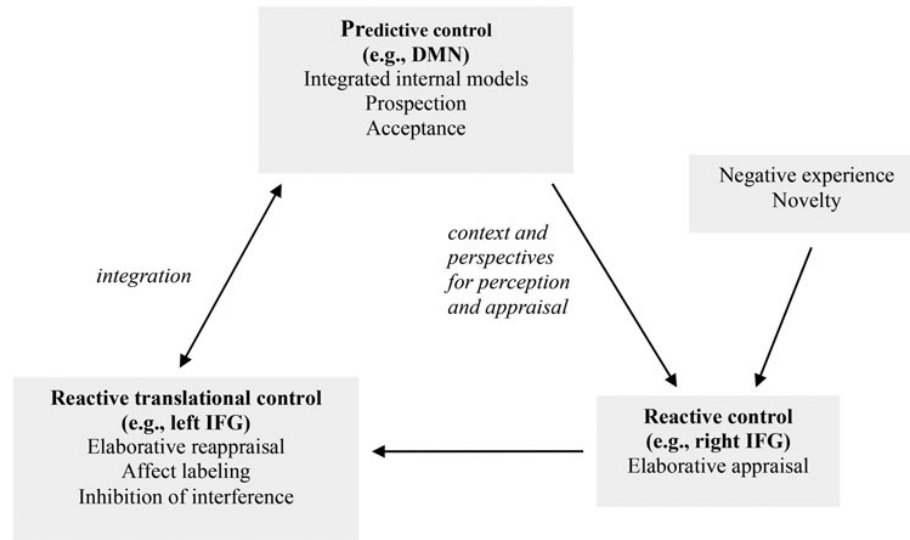 Predictive control
(e.g., DMN)
Integrated internal models
Prospection
Acceptance
Negative experience
Novelty
context and
perspectives
for perception
and appraisal
integration
Reactive translational control
(e.g., left IFG)
Elaborative reappraisal
Affect labeling
Inhibition of interference
Reactive control
(e.g., right IFG)
Elaborative appraisal